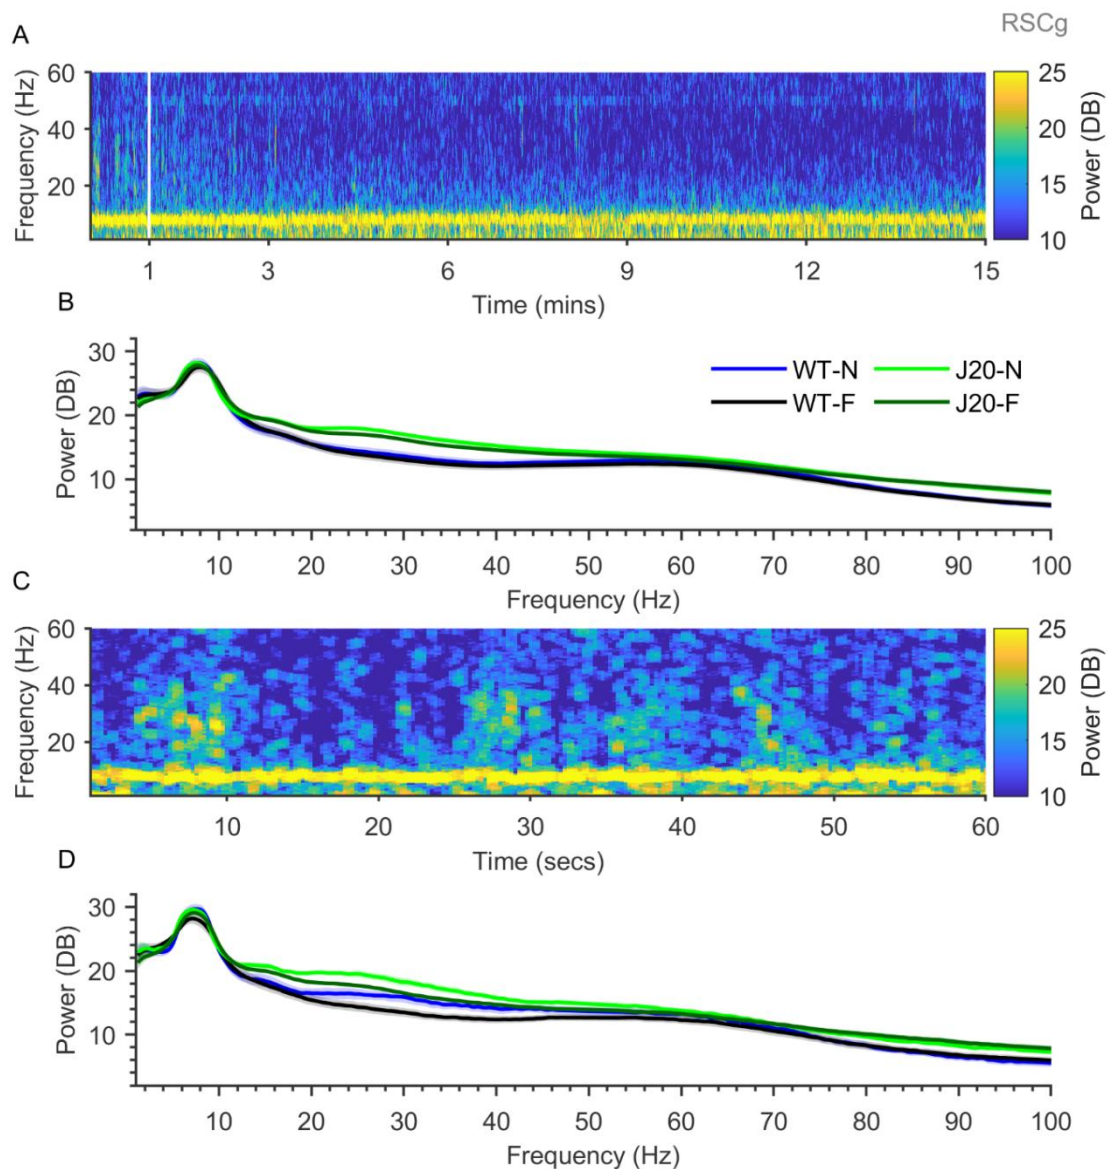 RSCg
A
Frequency (Hz)
60
40
20
1 3 6 9 12 15
Time (mins)
25
20
15
10
Power (DB)
B
Power (DB)
30
20
10
WT-N J20-N
WT-F J20-F
10 20 30 40 50 60 70 80 90 100
Frequency (Hz)
C
Frequency (Hz)
60
40
20
10 20 30 40 50 60
Time (secs)
25
20
15
10
Power (DB)
D
Power (DB)
30
20
10
10 20 30 40 50 60 70 80 90 100
Frequency (Hz)